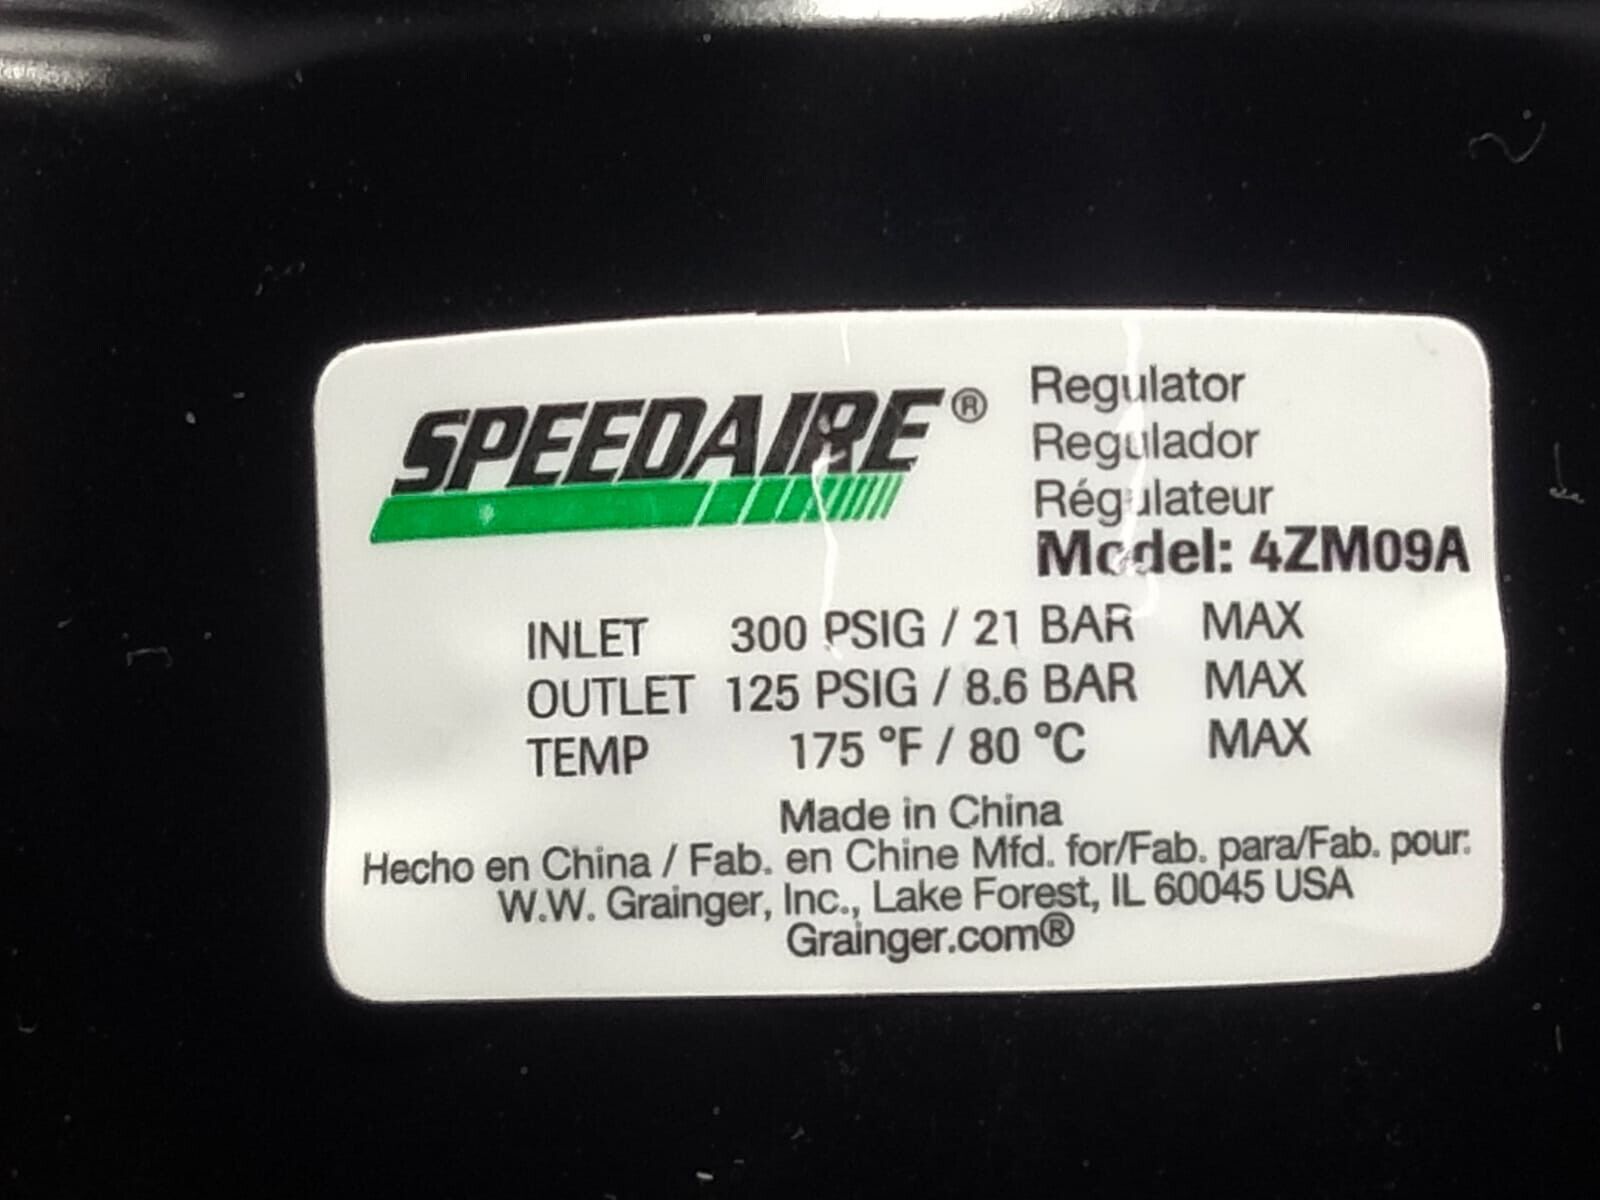 SPEEDAIRE®
Regulator
Regulador
Régulateur
Model: 4ZM09A
INLET 300 PSIG / 21 BAR MAX
OUTLET 125 PSIG / 8.6 BAR MAX
TEMP 175 °F / 80 °C MAX
Made in China
Hecho en China / Fab. en Chine Mfd. for/Fab. para/Fab. pour:
W.W. Grainger, Inc., Lake Forest, IL 60045 USA
Grainger.com®